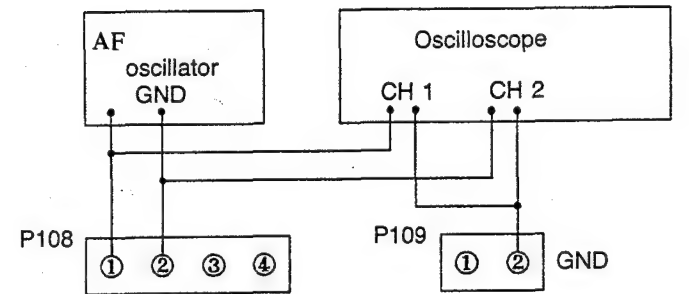 AF
oscillator
GND
Oscilloscope
CH 1
CH 2
P108
① ② ③ ④
P109
① ②
GND